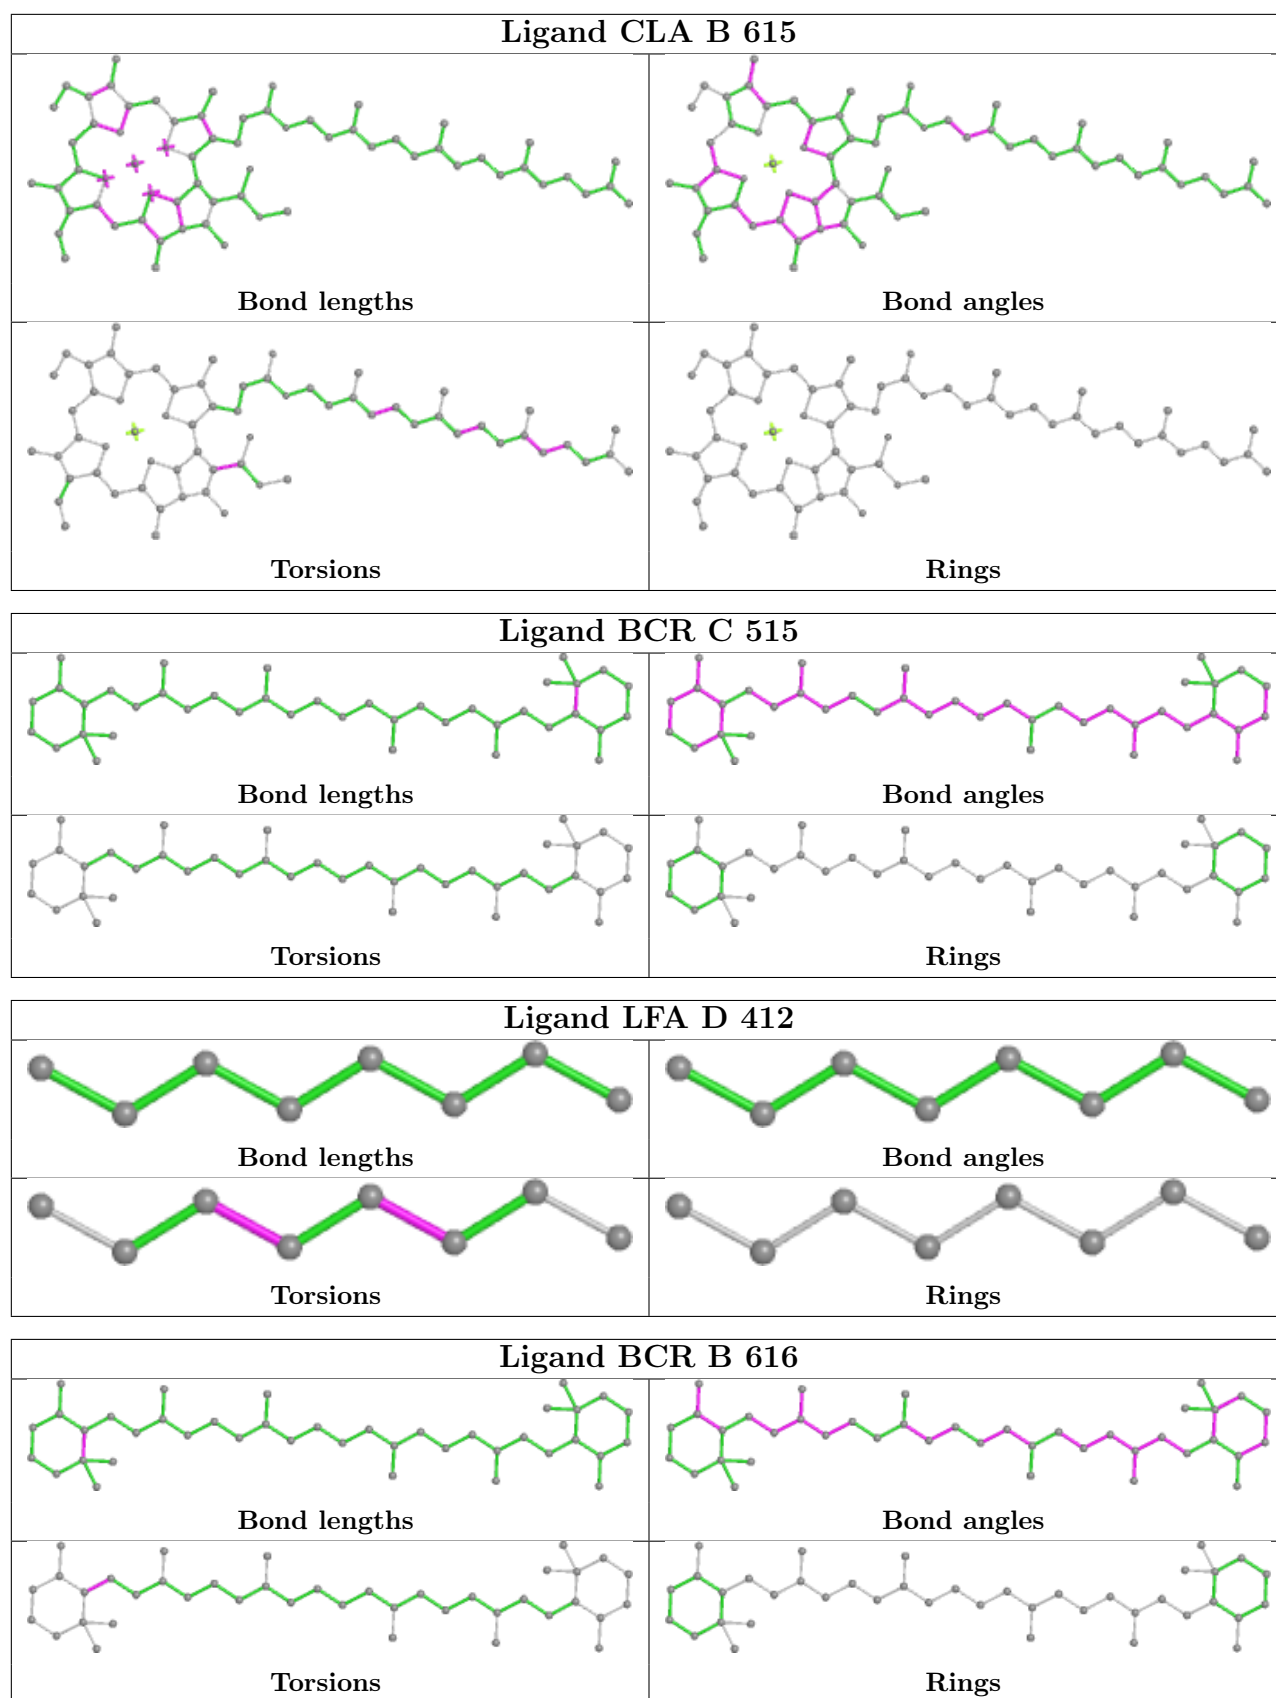 Ligand CLA B 615
Bond lengths
Bond angles
Torsions
Rings
Ligand BCR C 515
Bond lengths
Bond angles
Torsions
Rings
Ligand LFA D 412
Bond lengths
Bond angles
Torsions
Rings
Ligand BCR B 616
Bond lengths
Bond angles
Torsions
Rings